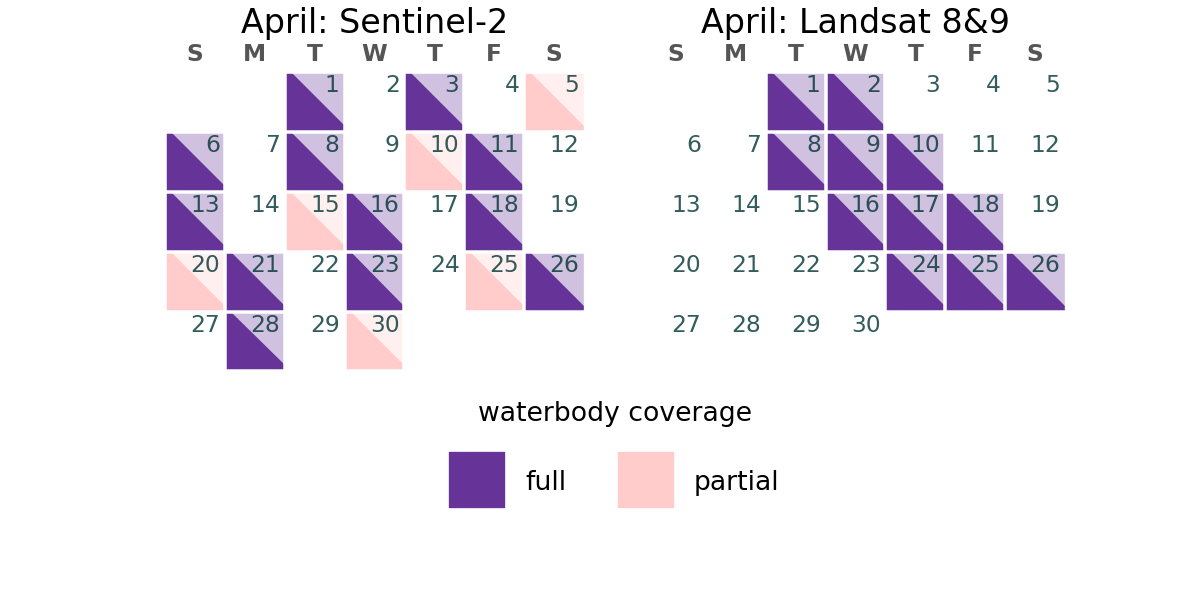 April: Sentinel-2
S M T W T F S
1 2 3 4 5
6 7 8 9 10 11 12
13 14 15 16 17 18 19
20 21 22 23 24 25 26
27 28 29 30
April: Landsat 8&9
S M T W T F S
1 2 3 4 5
6 7 8 9 10 11 12
13 14 15 16 17 18 19
20 21 22 23 24 25 26
27 28 29 30
waterbody coverage
full partial